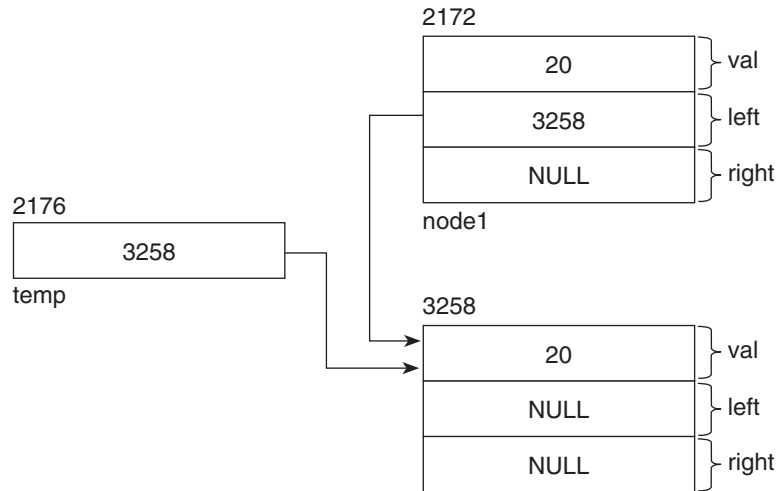 2172
20
val
3258
left
NULL
right
node1
2176
3258
temp
3258
20
val
NULL
left
NULL
right